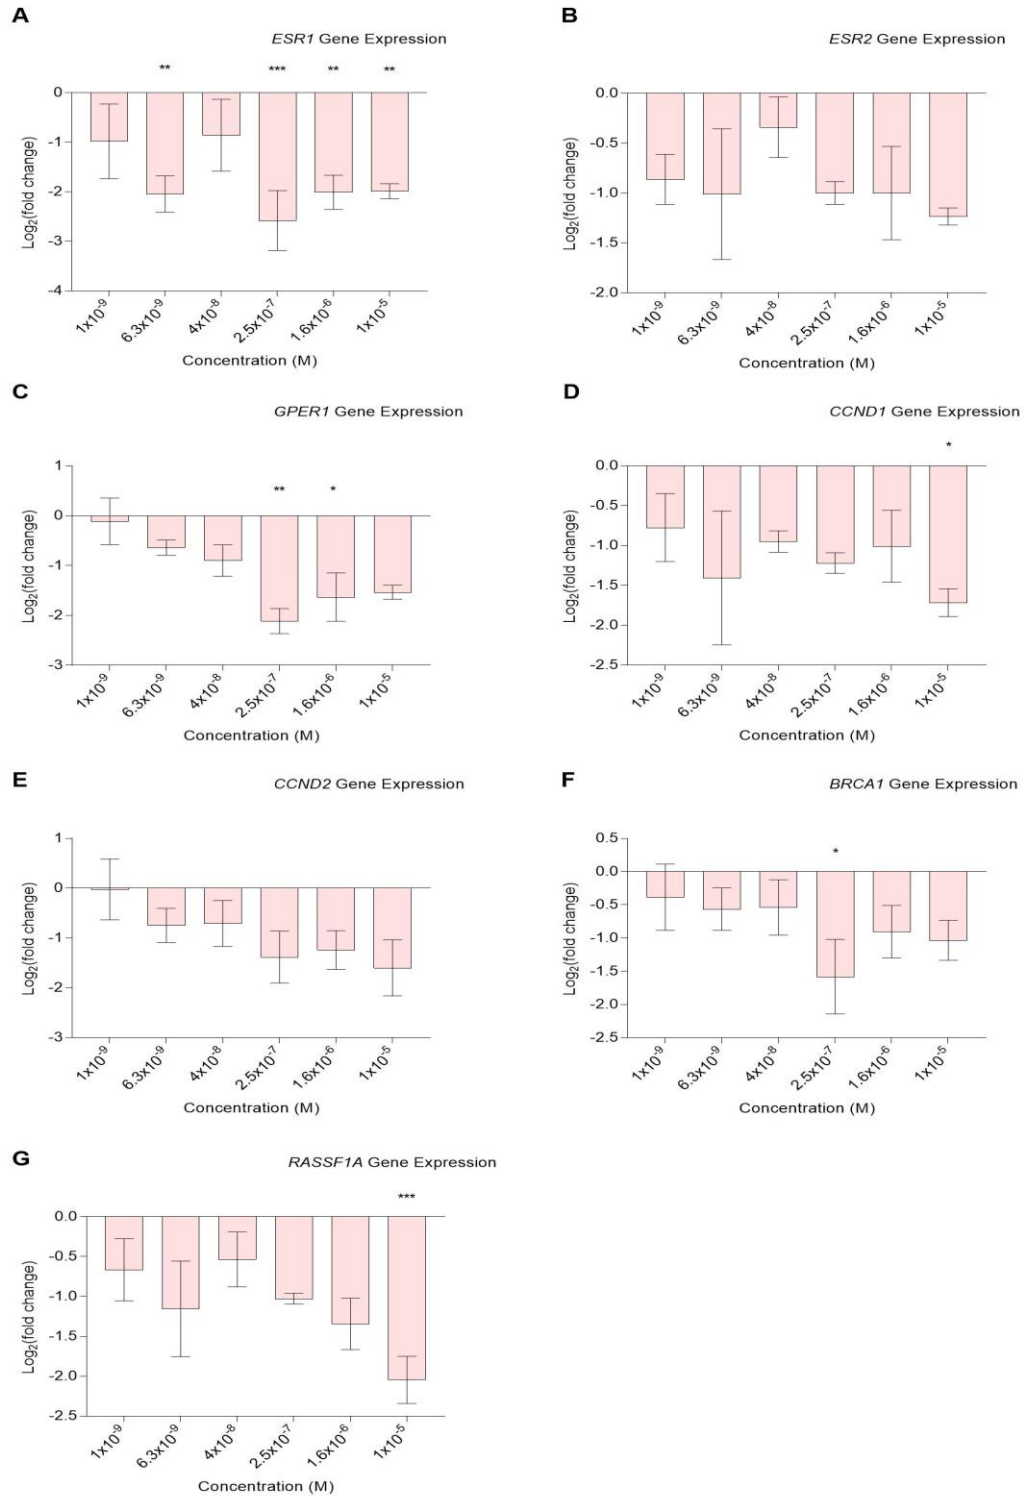 A
ESR1 Gene Expression
** *** ** **
0
-1
-2
-3
-4
Log₂(fold change)
1x10⁻⁹ 6.3x10⁻⁹ 4x10⁻⁸ 2.5x10⁻⁷ 1.6x10⁻⁶ 1x10⁻⁵
Concentration (M)
B
ESR2 Gene Expression
0.0
-0.5
-1.0
-1.5
-2.0
Log₂(fold change)
1x10⁻⁹ 6.3x10⁻⁹ 4x10⁻⁸ 2.5x10⁻⁷ 1.6x10⁻⁶ 1x10⁻⁵
Concentration (M)
C
GPER1 Gene Expression
1
** *
0
-1
-2
-3
Log₂(fold change)
1x10⁻⁹ 6.3x10⁻⁹ 4x10⁻⁸ 2.5x10⁻⁷ 1.6x10⁻⁶ 1x10⁻⁵
Concentration (M)
D
CCND1 Gene Expression
*
0.0
-0.5
-1.0
-1.5
-2.0
-2.5
Log₂(fold change)
1x10⁻⁹ 6.3x10⁻⁹ 4x10⁻⁸ 2.5x10⁻⁷ 1.6x10⁻⁶ 1x10⁻⁵
Concentration (M)
E
CCND2 Gene Expression
1
0
-1
-2
-3
Log₂(fold change)
1x10⁻⁹ 6.3x10⁻⁹ 4x10⁻⁸ 2.5x10⁻⁷ 1.6x10⁻⁶ 1x10⁻⁵
Concentration (M)
F
BRCA1 Gene Expression
0.5
*
0.0
-0.5
-1.0
-1.5
-2.0
-2.5
Log₂(fold change)
1x10⁻⁹ 6.3x10⁻⁹ 4x10⁻⁸ 2.5x10⁻⁷ 1.6x10⁻⁶ 1x10⁻⁵
Concentration (M)
G
RASSF1A Gene Expression
***
0.0
-0.5
-1.0
-1.5
-2.0
-2.5
Log₂(fold change)
1x10⁻⁹ 6.3x10⁻⁹ 4x10⁻⁸ 2.5x10⁻⁷ 1.6x10⁻⁶ 1x10⁻⁵
Concentration (M)